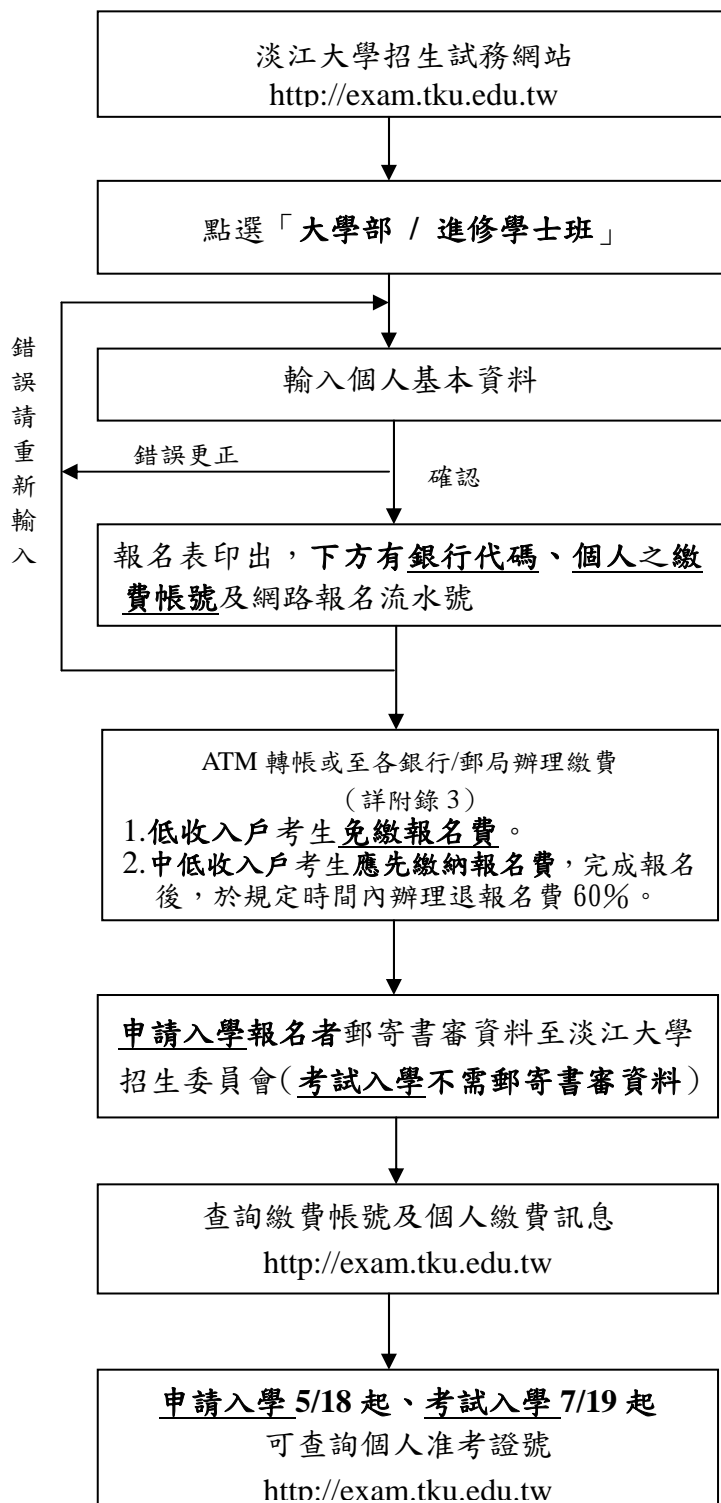 淡江大學招生試務網站
http://exam.tku.edu.tw
點選「大學部 / 進修學士班」
輸入個人基本資料
錯誤請重新輸入
錯誤更正
確認
報名表印出，下方有銀行代碼、個人之繳
費帳號及網路報名流水號
ATM 轉帳或至各銀行/郵局辦理繳費
（詳附錄 3）
1.低收入戶考生免繳報名費。
2.中低收入戶考生應先繳納報名費，完成報名
後，於規定時間內辦理退報名費 60%。
申請入學報名者郵寄書審資料至淡江大學
招生委員會（考試入學不需郵寄書審資料）
查詢繳費帳號及個人繳費訊息
http://exam.tku.edu.tw
申請入學 5/18 起、考試入學 7/19 起
可查詢個人准考證號
http://exam.tku.edu.tw